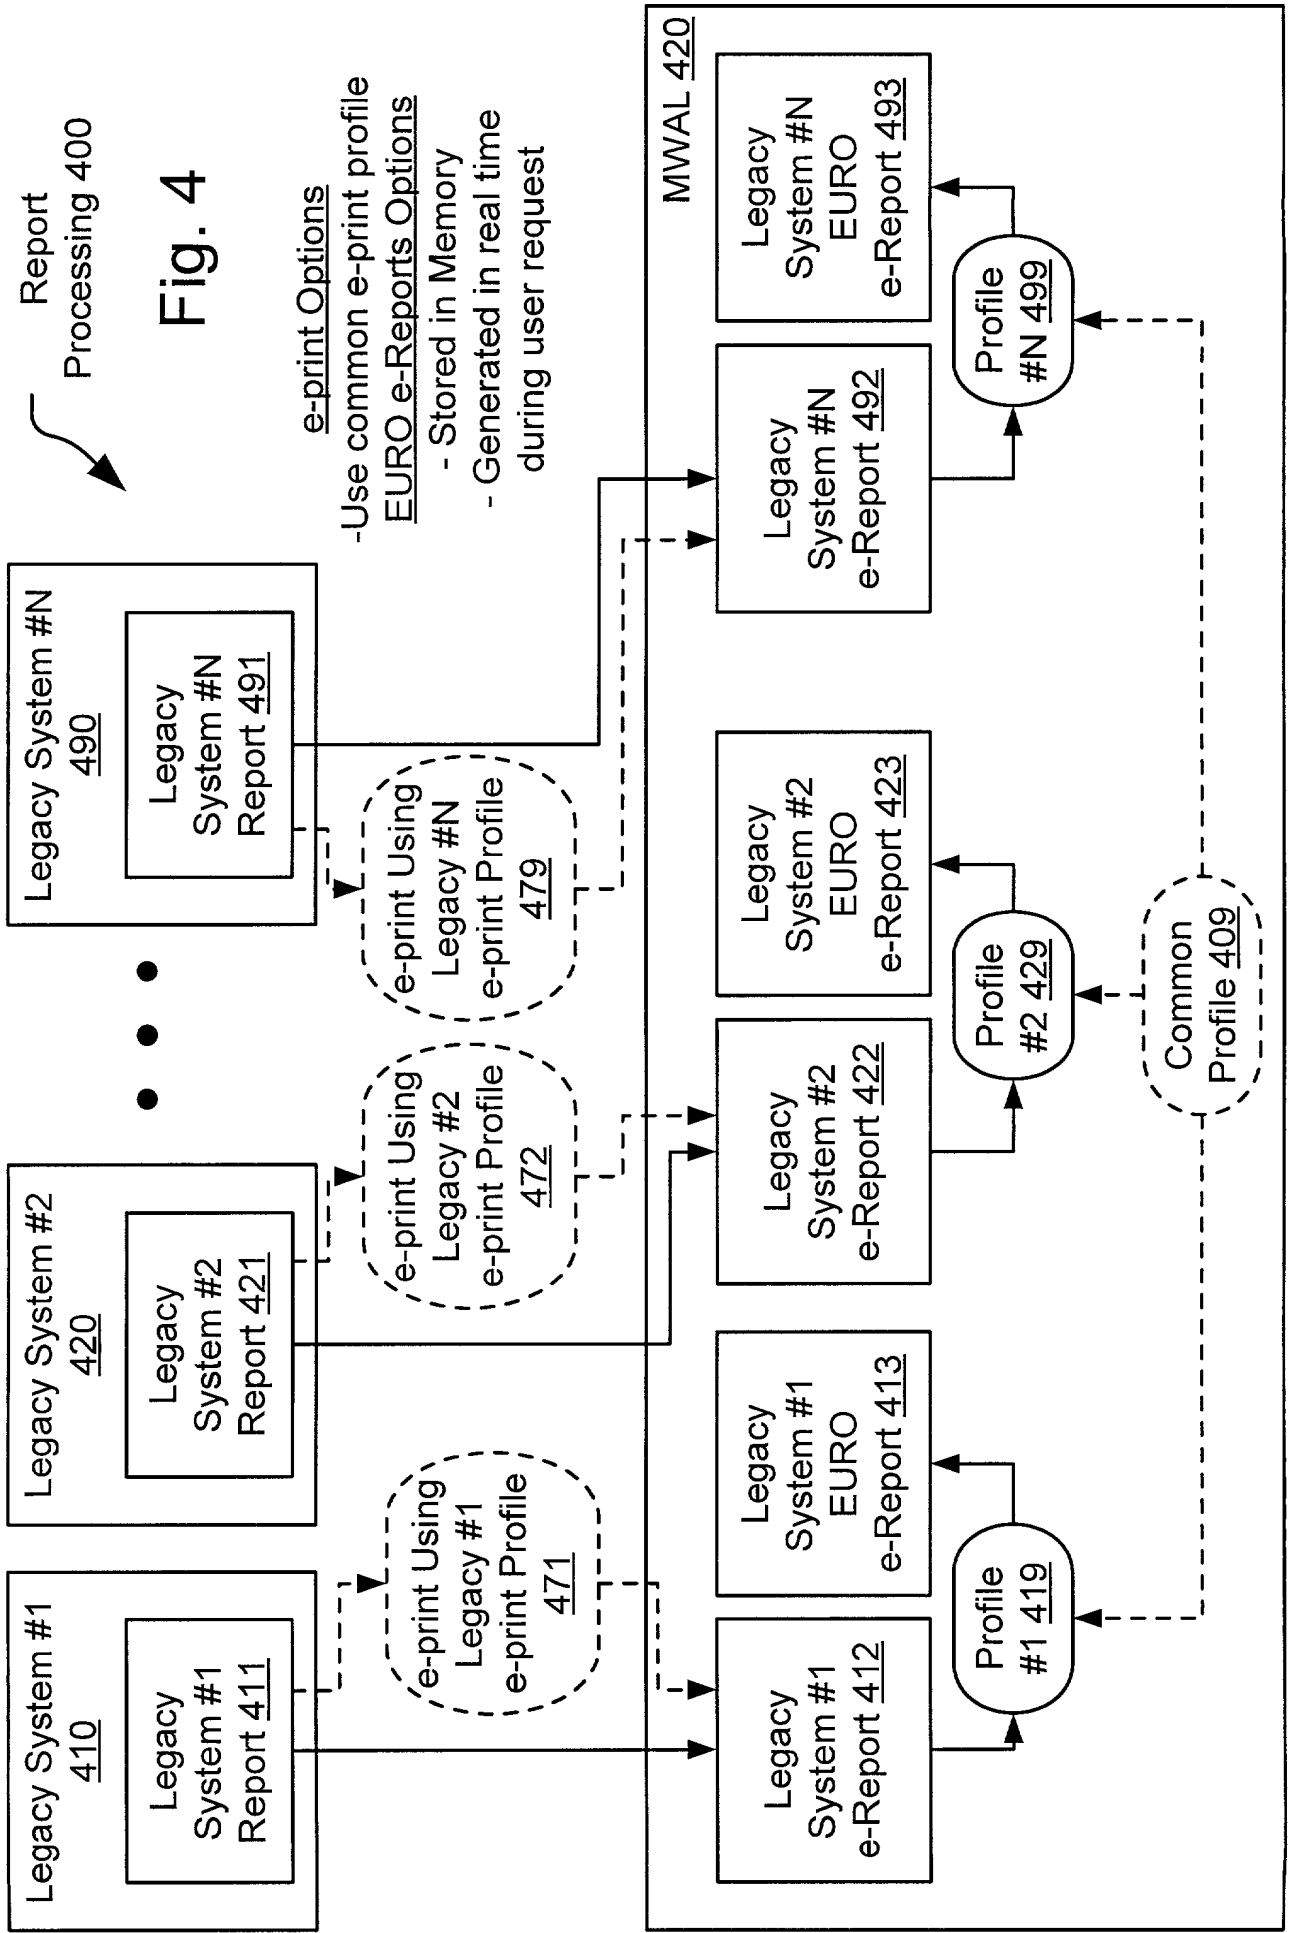 Report
Processing 400
Fig. 4
Legacy System #1
410
Legacy
System #1
Report 411
Legacy System #2
420
Legacy
System #2
Report 421
Legacy System #N
490
Legacy
System #N
Report 491
e-print Options
-Use common e-print profile
EURO e-Reports Options
- Stored in Memory
- Generated in real time
during user request
e-print Using
Legacy #1
e-print Profile
471
e-print Using
Legacy #2
e-print Profile
472
e-print Using
Legacy #N
e-print Profile
479
MWAL 420
Legacy
System #1
e-Report 412
Legacy
System #1
EURO
e-Report 413
Legacy
System #2
e-Report 422
Legacy
System #2
EURO
e-Report 423
Legacy
System #N
e-Report 492
Legacy
System #N
EURO
e-Report 493
Profile
#1 419
Profile
#2 429
Profile
#N 499
Common
Profile 409